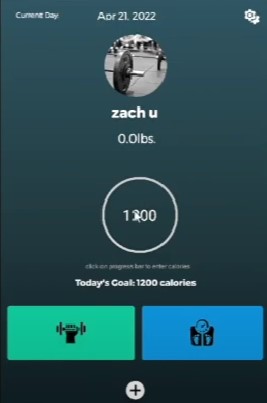 Current Day:
Apr 21, 2022
zach u
0.0lbs.
click on progress bar to enter calories
Today's Goal: 1200 calories